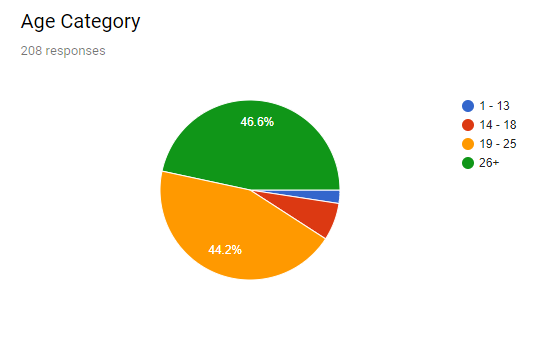 Age Category
208 responses
46.6%
44.2%
1 - 13
14 - 18
19 - 25
26+